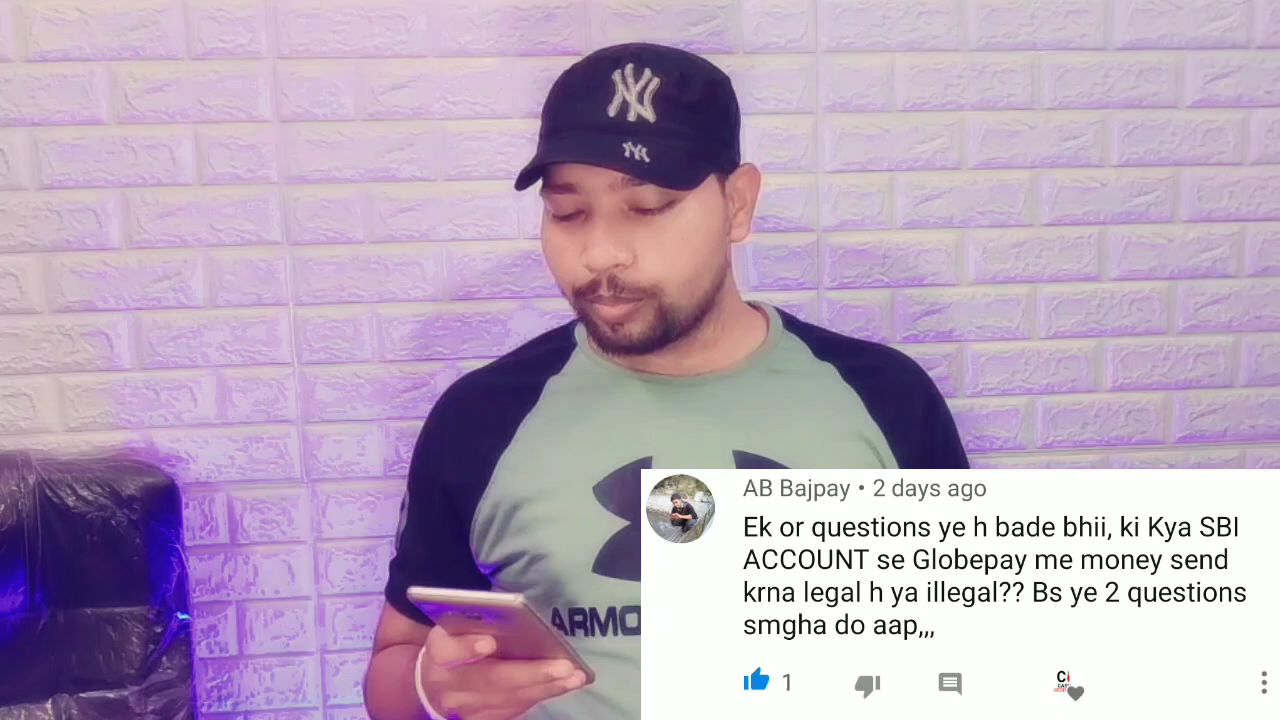 NY
NY
ARMO
AB Bajpay • 2 days ago
Ek or questions ye h bade bhii, ki Kya SBI
ACCOUNT se Globepay me money send
krna legal h ya illegal?? Bs ye 2 questions
smgha do aap,,,
1